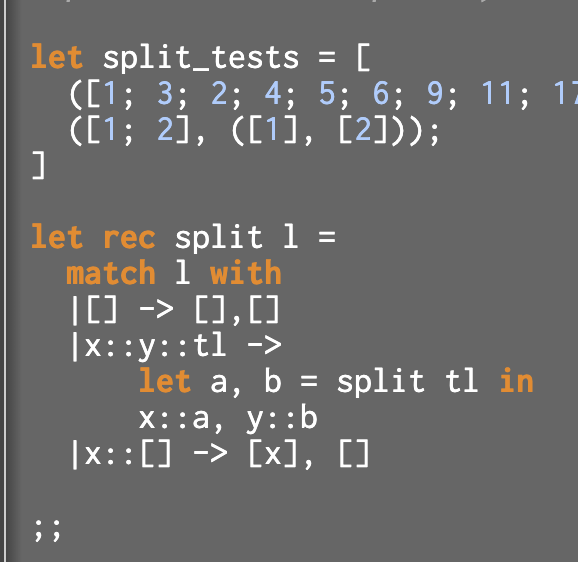 let split_tests = [
  ([1; 3; 2; 4; 5; 6; 9; 11; 17
  ([1; 2], ([1], [2]));
]
let rec split l =
  match l with
  |[] -> [],[]
  |x::y::tl ->
      let a, b = split tl in
      x::a, y::b
  |x::[] -> [x], []
;;